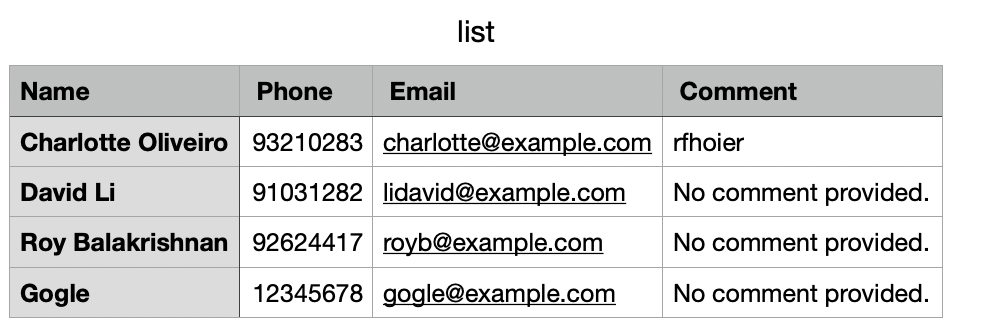 list
Name Phone Email Comment
Charlotte Oliveiro 93210283 charlotte@example.com rfhoier
David Li 91031282 lidavid@example.com No comment provided.
Roy Balakrishnan 92624417 royb@example.com No comment provided.
Gogle 12345678 gogle@example.com No comment provided.